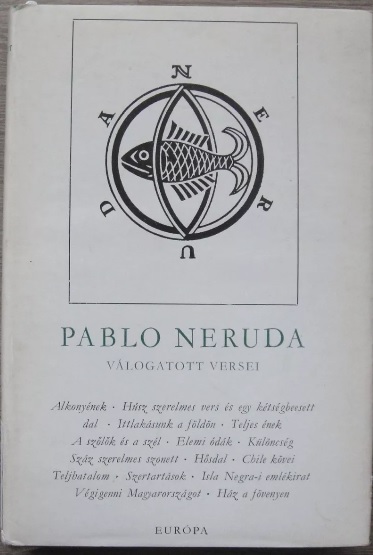 N E R U D A
PABLO NERUDA
VÁLOGATOTT VERSEI
Alkonyének · Húsz szerelmes vers és egy kétségbeesett
dal · Ittlakásunk a földön · Teljes ének
A szőlők és a szél · Elemi ódák · Különcség
Száz szerelmes szonett · Hősdal · Chile kövei
Teljhatalom · Szertartások · Isla Negra-i emlékirat
Végigenni Magyarországot · Ház a fövenyen
EURÓPA